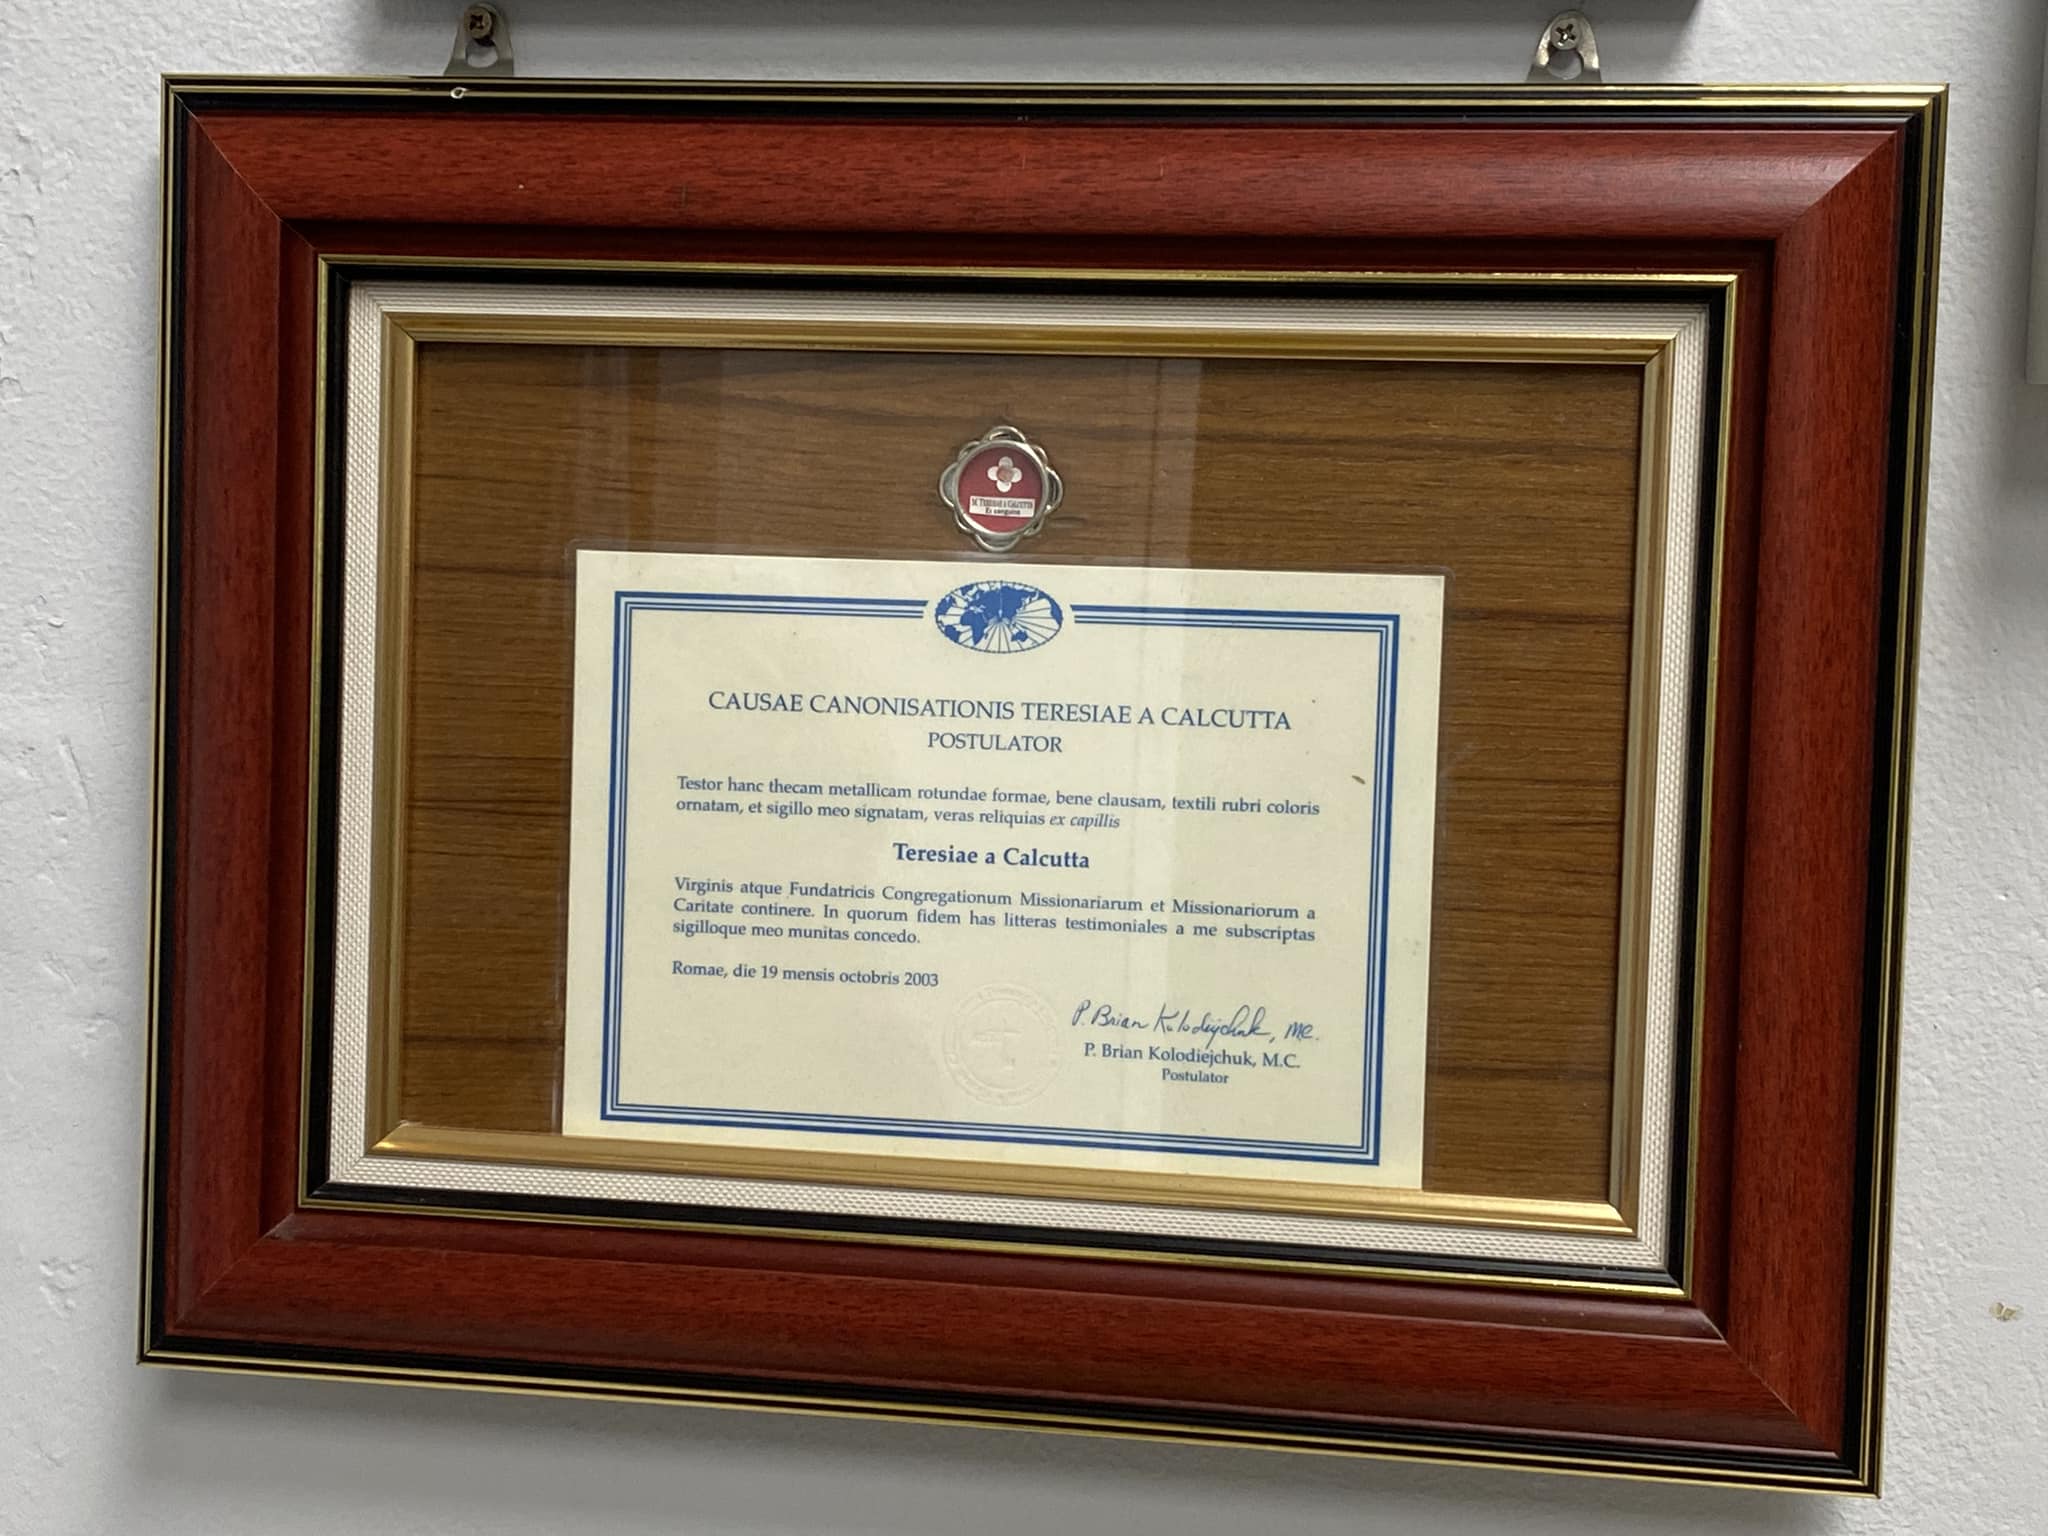 M. TERESIAE A CALCUTTA
Ex sanguine
CAUSAE CANONISATIONIS TERESIAE A CALCUTTA
POSTULATOR
Testor hanc thecam metallicam rotundae formae, bene clausam, textili rubri coloris
ornatam, et sigillo meo signatam, veras reliquias ex capillis
Teresiae a Calcutta
Virginis atque Fundatricis Congregationum Missionariarum et Missionariorum a
Caritate continere. In quorum fidem has litteras testimoniales a me subscriptas
sigilloque meo munitas concedo.
Romae, die 19 mensis octobris 2003
P. Brian Kolodiejchuk, MC.
P. Brian Kolodiejchuk, M.C.
Postulator